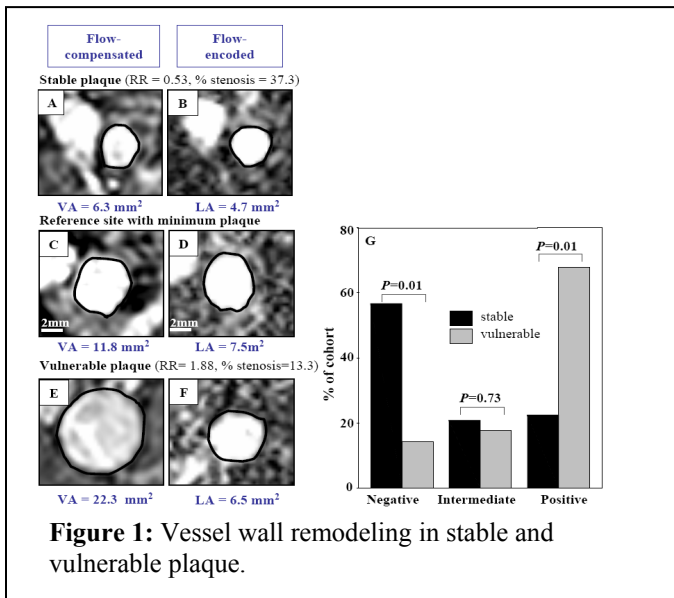 Flow-
compensated
Flow-
encoded
Stable plaque (RR = 0.53, % stenosis = 37.3)
A
B
VA = 6.3 mm²
LA = 4.7 mm²
Reference site with minimum plaque
C
D
2mm
2mm
VA = 11.8 mm²
LA = 7.5m²
Vulnerable plaque (RR= 1.88, % stenosis=13.3)
E
F
VA = 22.3 mm²
LA = 6.5 mm²
G
80
60
40
20
0
% of cohort
P=0.01
P=0.73
P=0.01
stable
vulnerable
Negative
Intermediate
Positive
Figure 1: Vessel wall remodeling in stable and
vulnerable plaque.